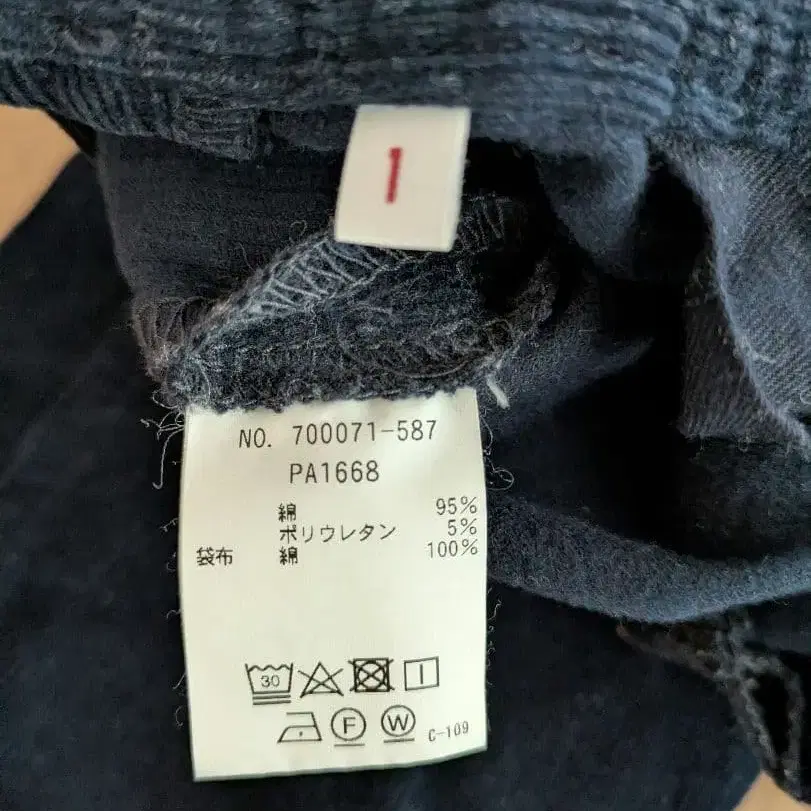 1
NO. 700071-587
PA1668
綿 95%
ポリウレタン 5%
袋布 綿 100%
30
F W C-109